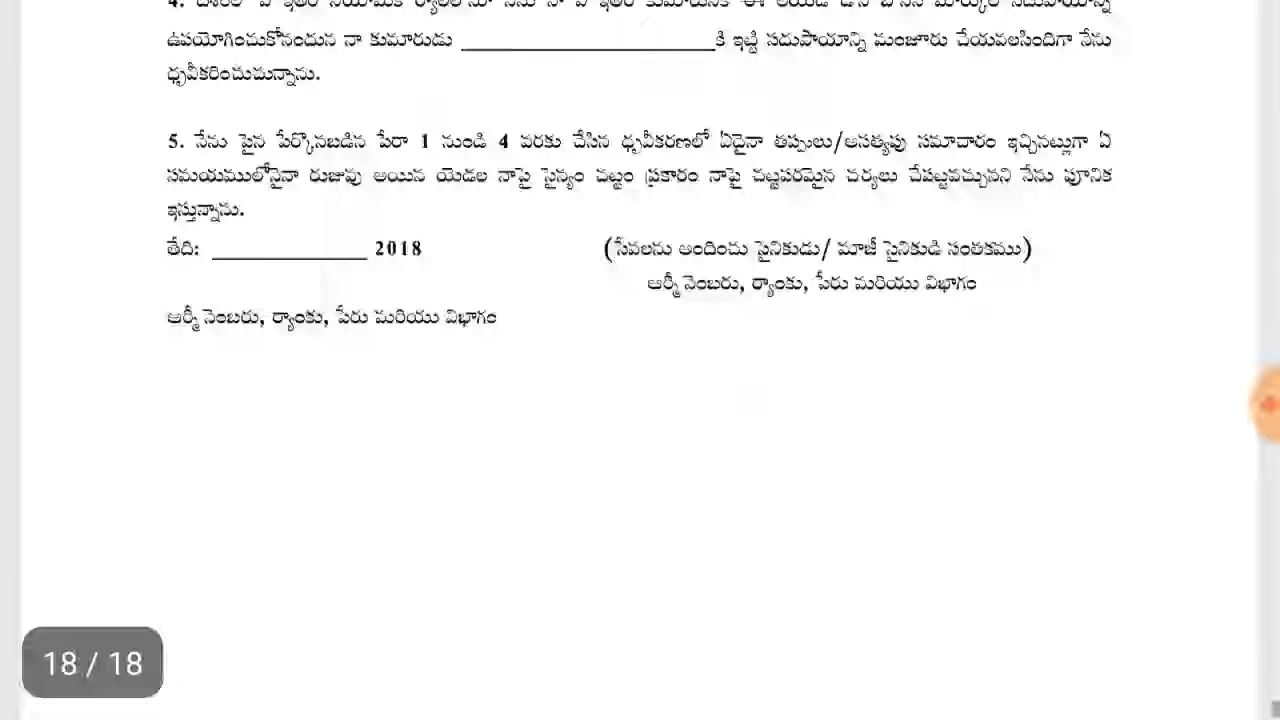 ఉపయోగించుకోనందున నా కుమారుడు ______________________కి ఇట్టి సదుపాయాన్ని మంజూరు చేయవలసిందిగా నేను
ధృవీకరించుచున్నాను.
5. నేను పైన పేర్కొనబడిన పేరా 1 నుండి 4 వరకు చేసిన ధృవీకరణలో ఏదైనా తప్పులు/అసత్యపు సమాచారం ఇచ్చినట్లుగా ఏ
సమయములోనైనా రుజువు అయిన యెడల నాపై సైన్యం చట్టం ప్రకారం నాపై చట్టపరమైన చర్యలు చేపట్టవచ్చునని నేను పూనిక
ఇస్తున్నాను.
తేది: ______________ 2018 (సేవలను అందించు సైనికుడు/ మాజీ సైనికుడి సంతకము)
ఆర్మీ నెంబరు, ర్యాంకు, పేరు మరియు విభాగం
ఆర్మీ నెంబరు, ర్యాంకు, పేరు మరియు విభాగం
18 / 18